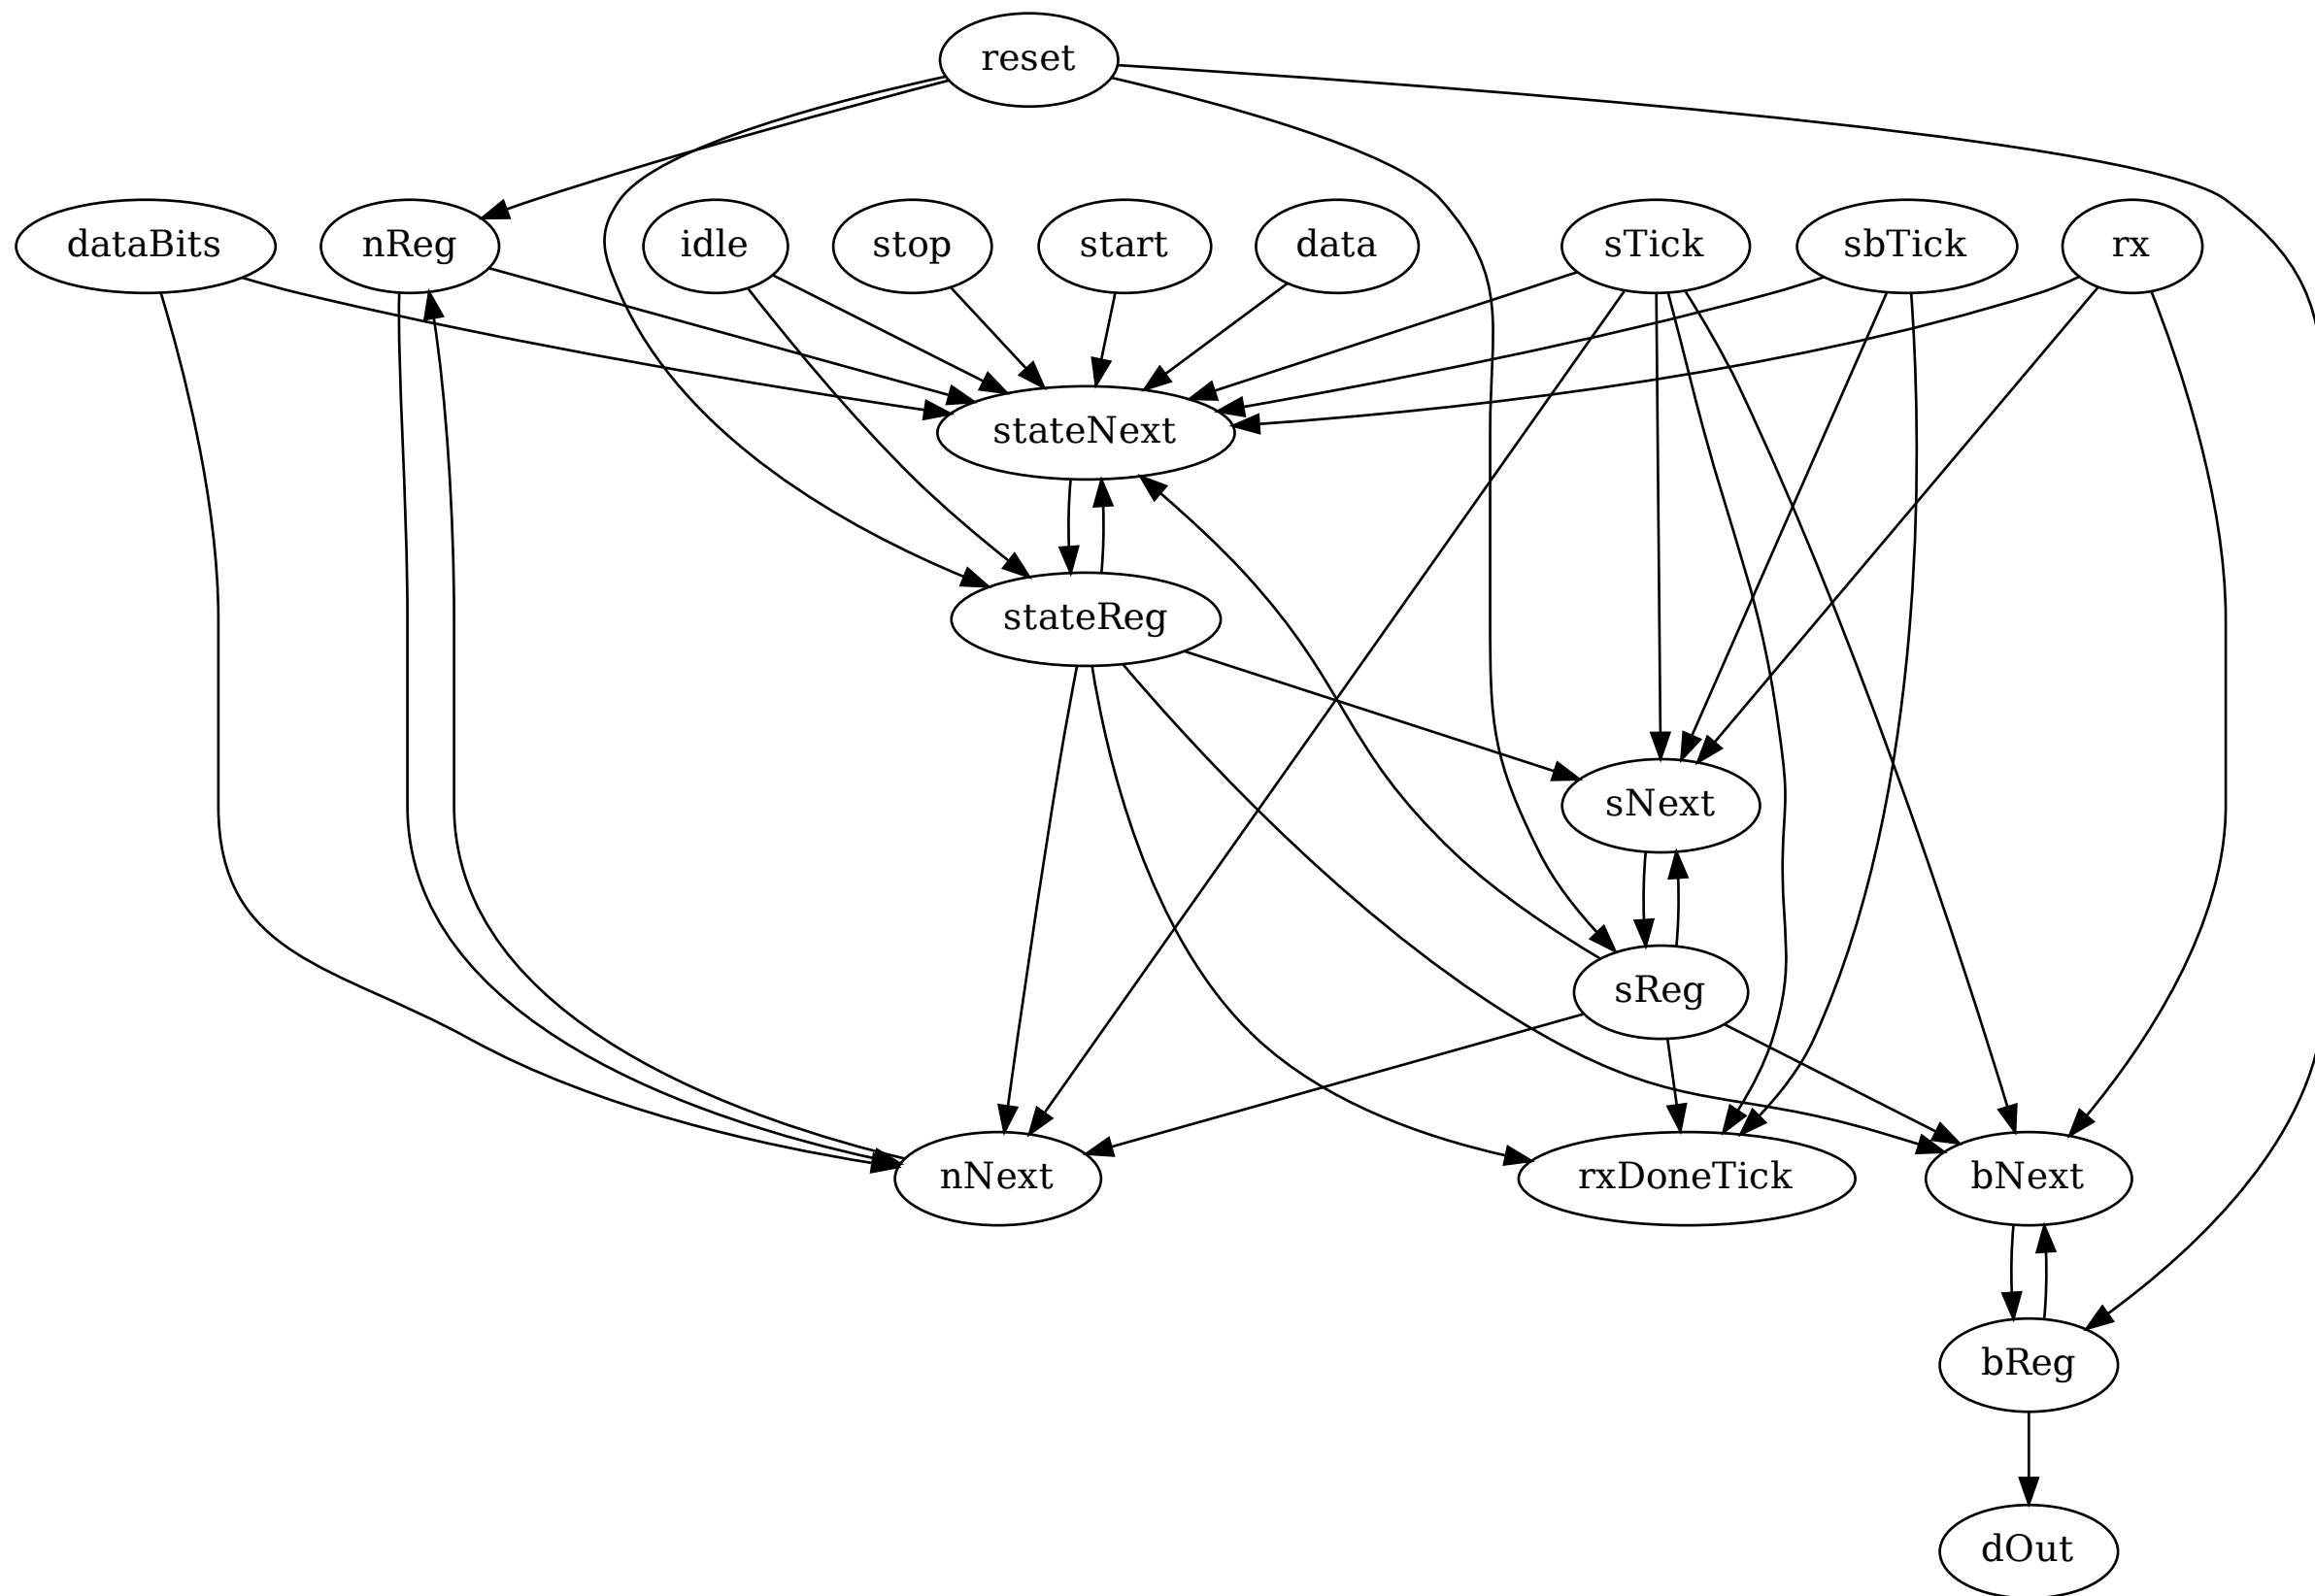 reset
dataBits
nReg
idle
stop
start
data
sTick
sbTick
rx
stateNext
stateReg
sNext
sReg
nNext
rxDoneTick
bNext
bReg
dOut